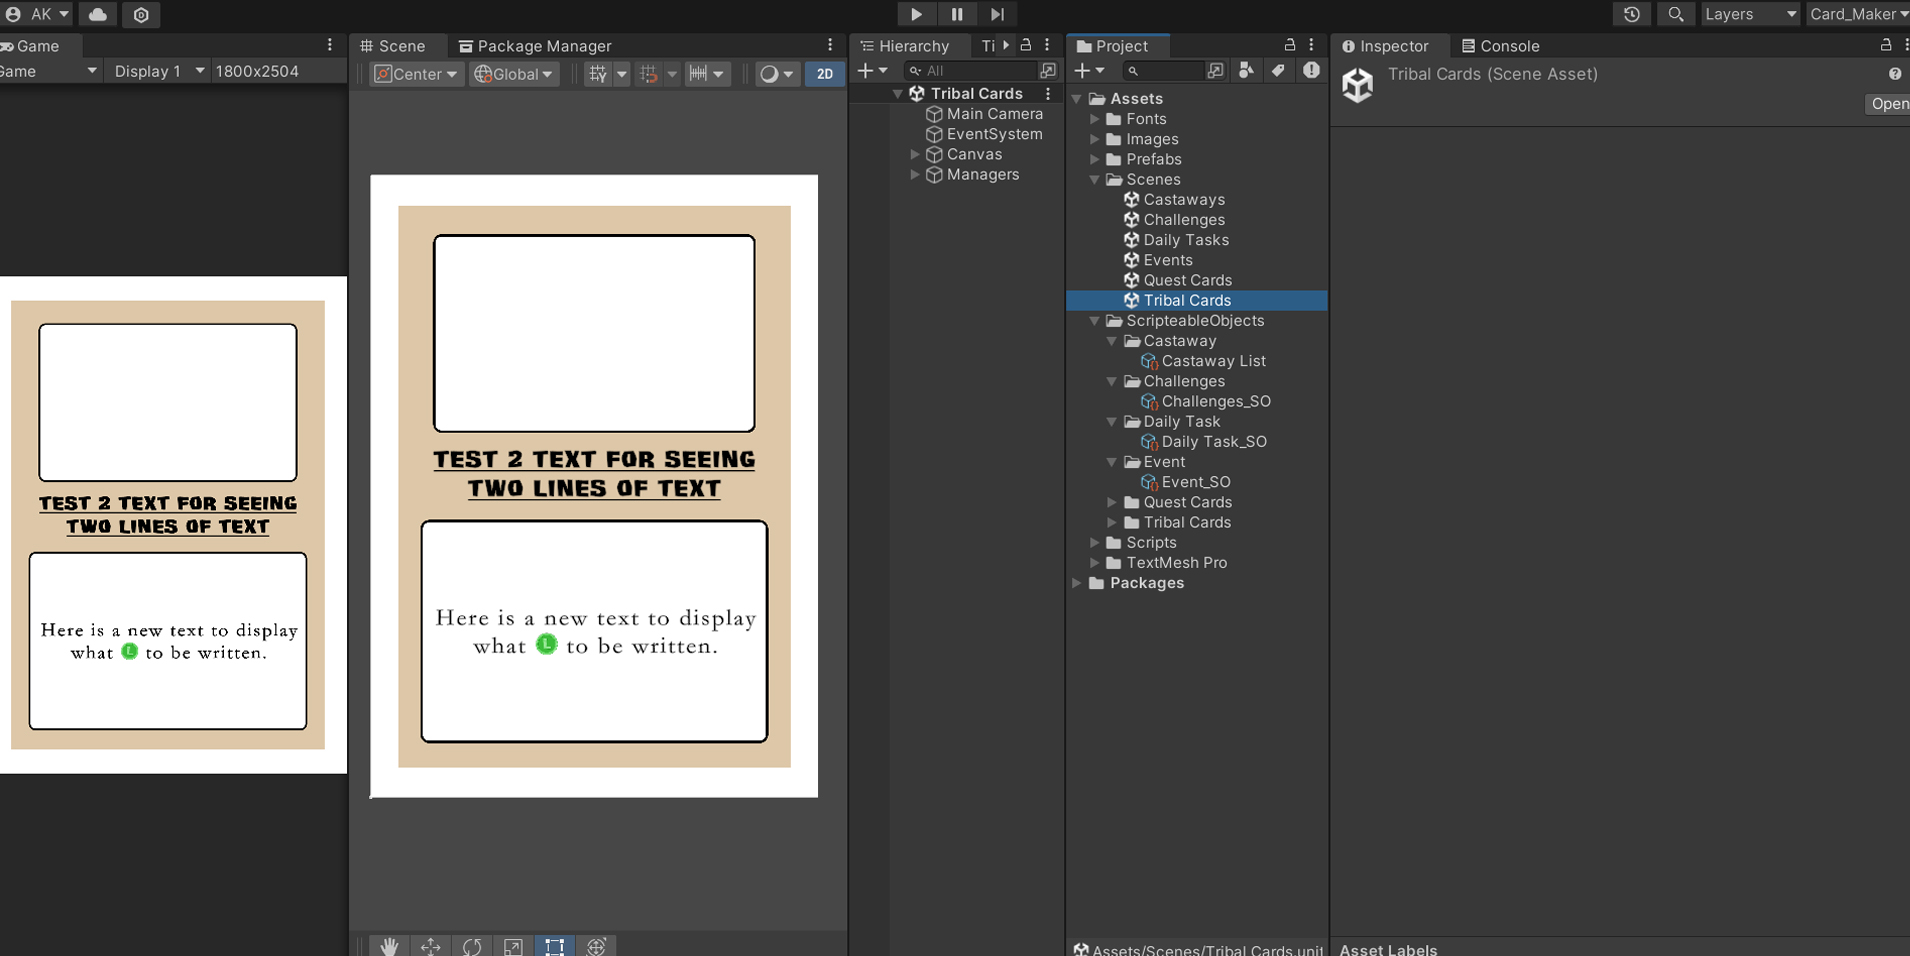 AK
Layers
Card_Maker
Game
Scene
Package Manager
Hierarchy
Ti
Project
Inspector
Console
Game
Display 1
1800x2504
Center
Global
2D
All
Tribal Cards (Scene Asset)
Open
Tribal Cards
Main Camera
EventSystem
Canvas
Managers
Assets
Fonts
Images
Prefabs
Scenes
Castaways
Challenges
Daily Tasks
Events
Quest Cards
Tribal Cards
ScripteableObjects
Castaway
Castaway List
Challenges
Challenges_SO
Daily Task
Daily Task_SO
Event
Event_SO
Quest Cards
Tribal Cards
Scripts
TextMesh Pro
Packages
TEST 2 TEXT FOR SEEING
TWO LINES OF TEXT
Here is a new text to display
what L to be written.
TEST 2 TEXT FOR SEEING
TWO LINES OF TEXT
Here is a new text to display
what L to be written.
Assets/Scenes/Tribal Cards.unit
Asset Labels